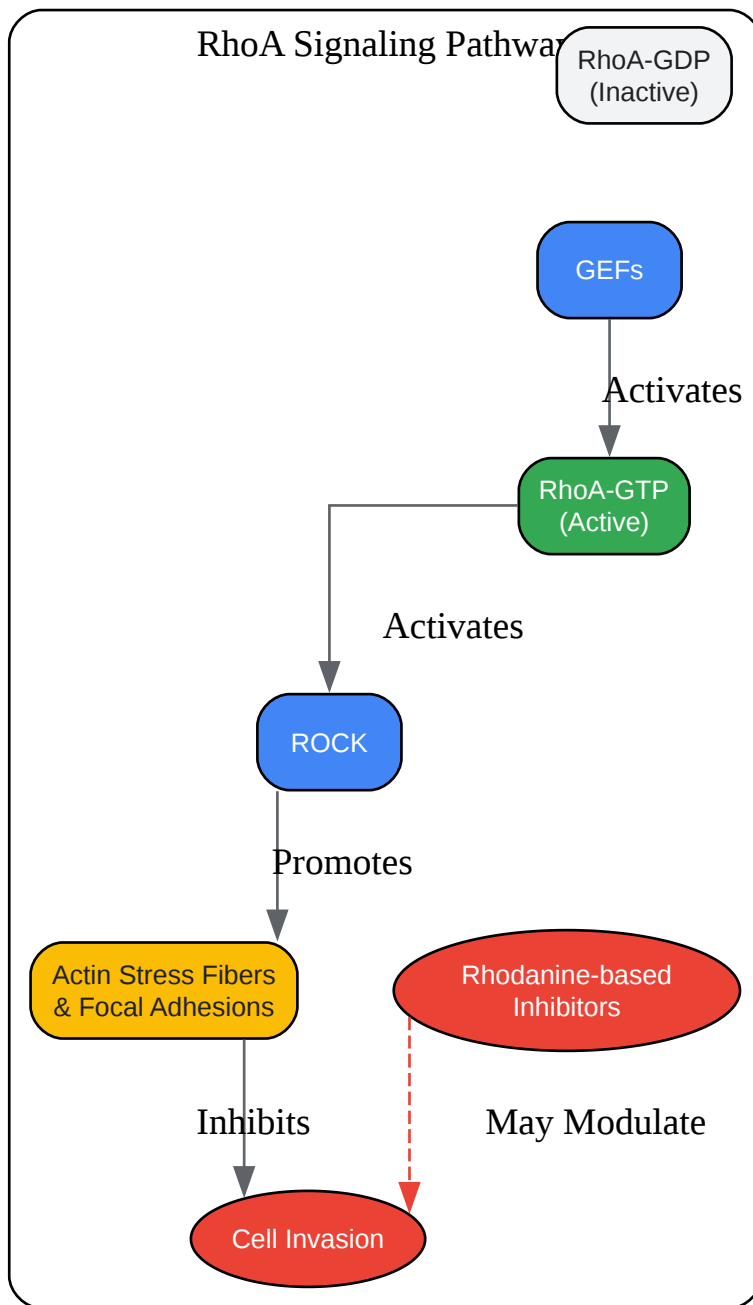 RhoA Signaling Pathway
RhoA-GDP
(Inactive)
GEFs
Activates
RhoA-GTP
(Active)
Activates
ROCK
Promotes
Actin Stress Fibers
& Focal Adhesions
Rhodanine-based
Inhibitors
Inhibits
May Modulate
Cell Invasion